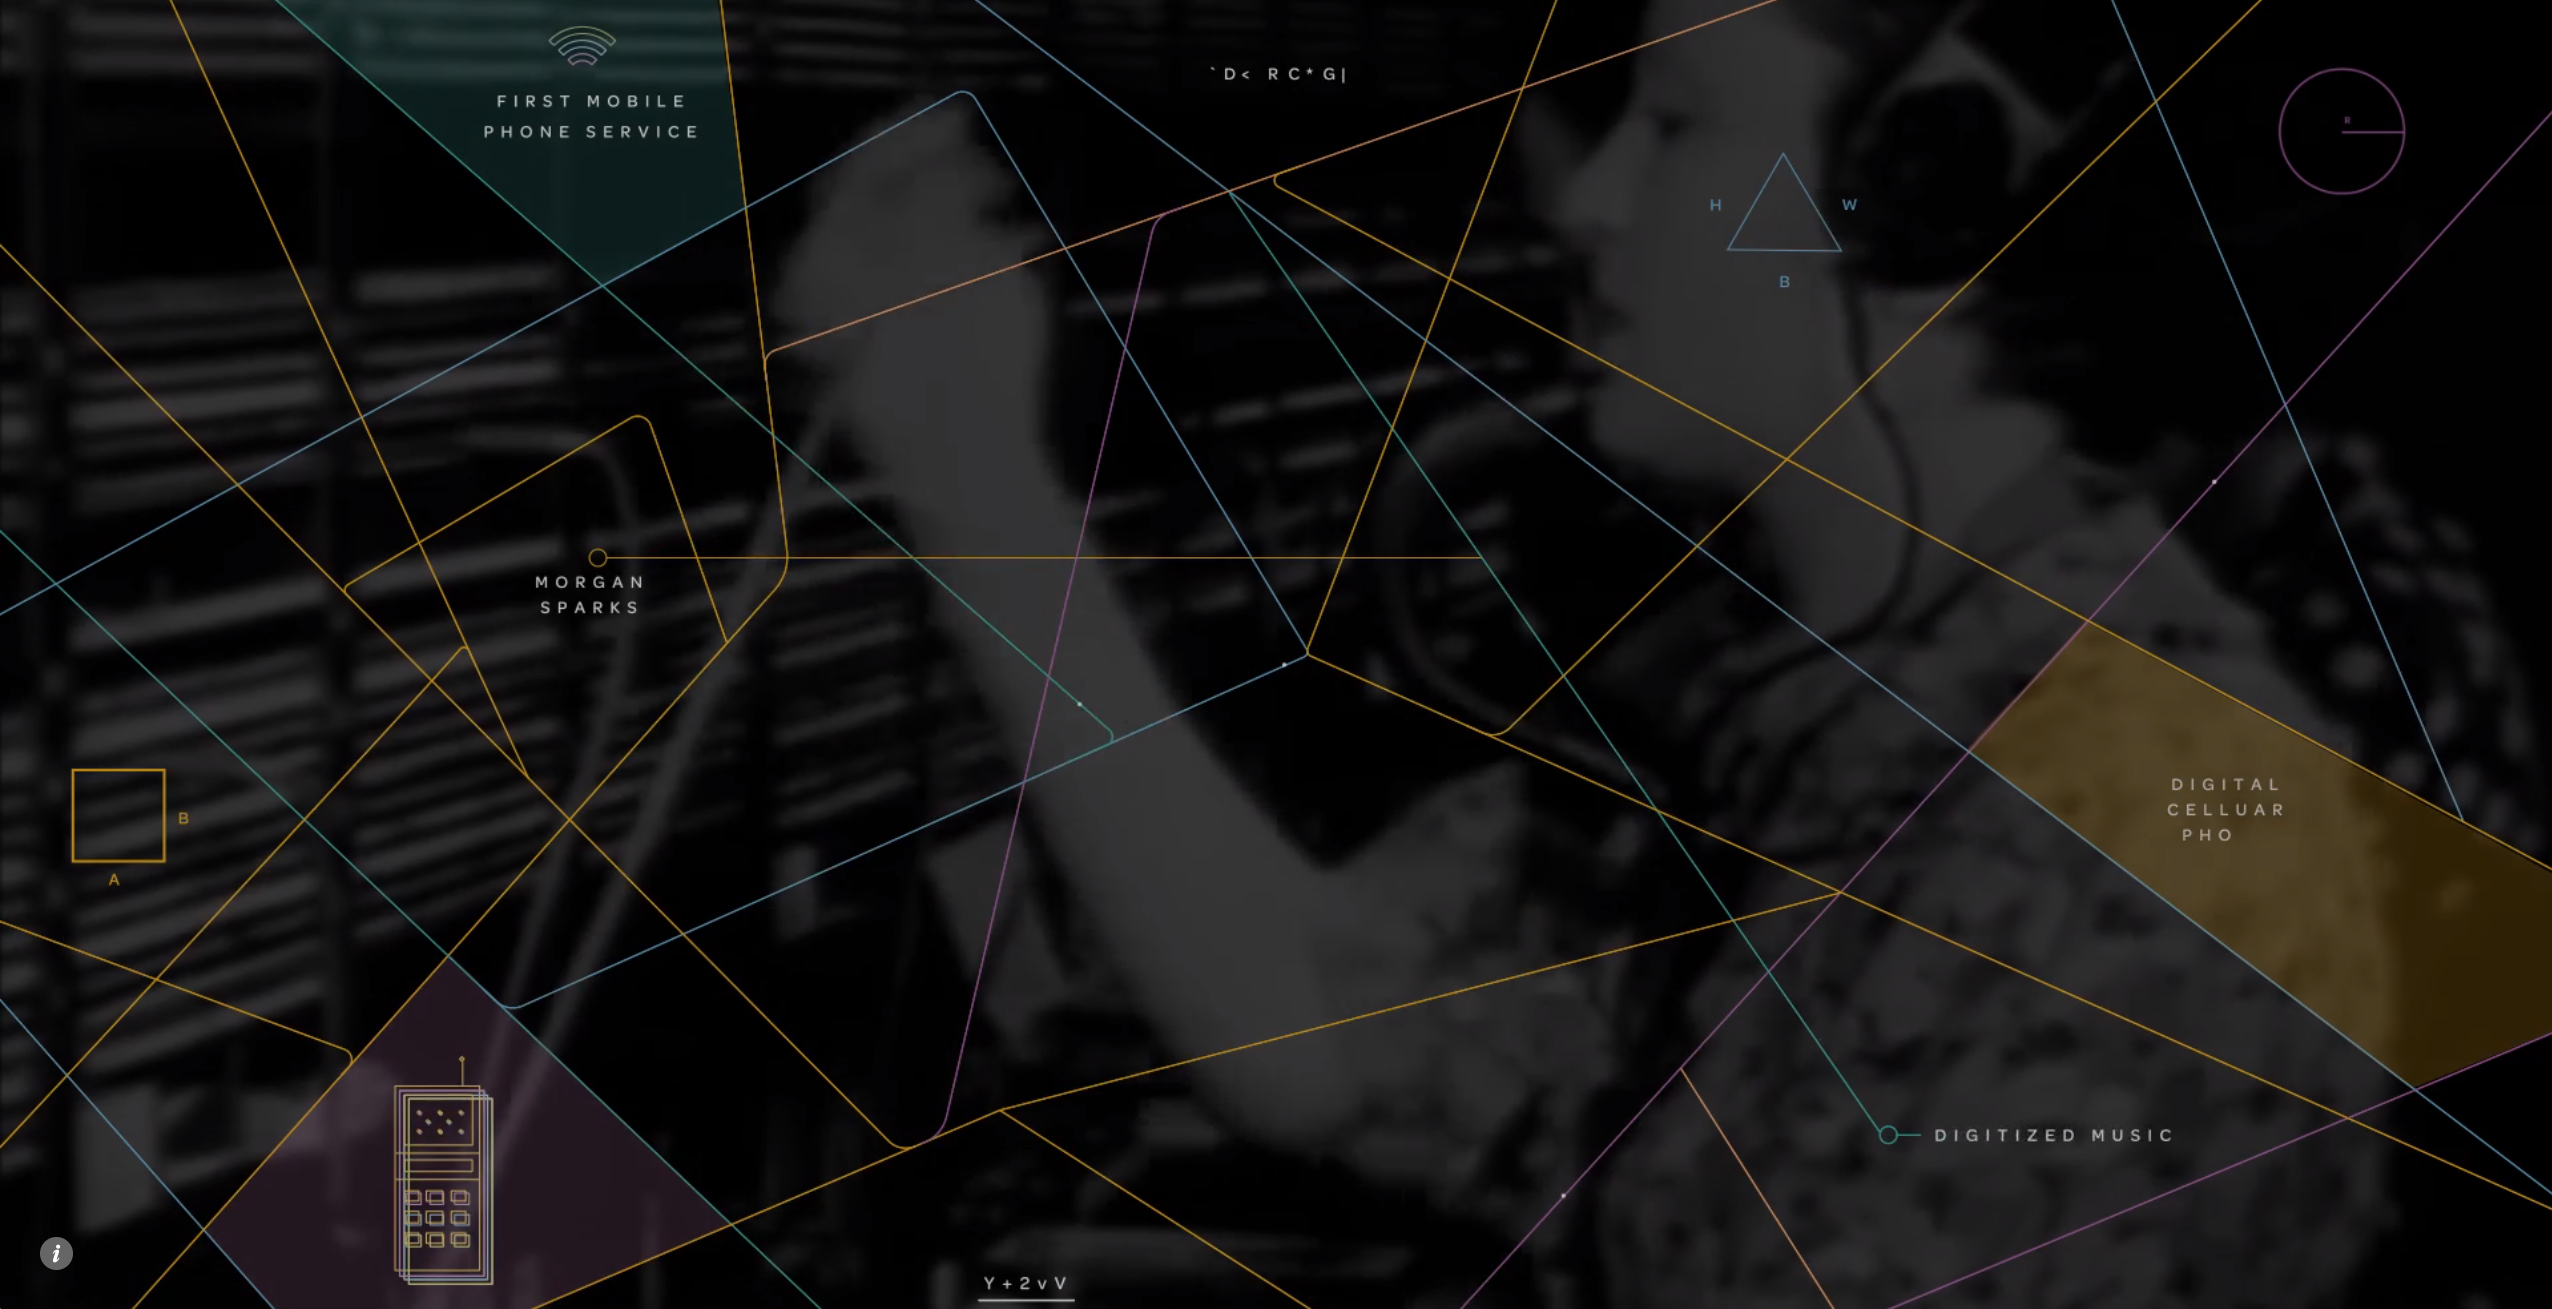 FIRST MOBILE
PHONE SERVICE
`D< RC*G|
R
H
W
B
MORGAN
SPARKS
B
A
DIGITAL
CELLUAR
PHO
DIGITIZED MUSIC
i
Y+2vV